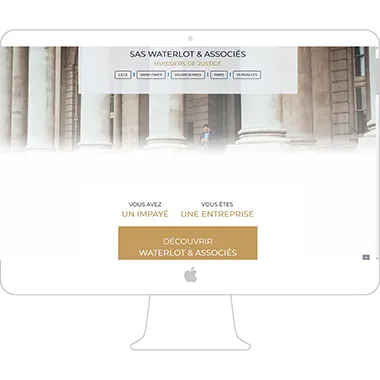 SAS WATERLOT & ASSOCIÉS
HUISSIERS DE JUSTICE
LILLE SAINT-OMER VALENCIENNES PARIS VERSAILLES
VOUS AVEZ
UN IMPAYÉ
VOUS ÊTES
UNE ENTREPRISE
DÉCOUVRIR
WATERLOT & ASSOCIÉS